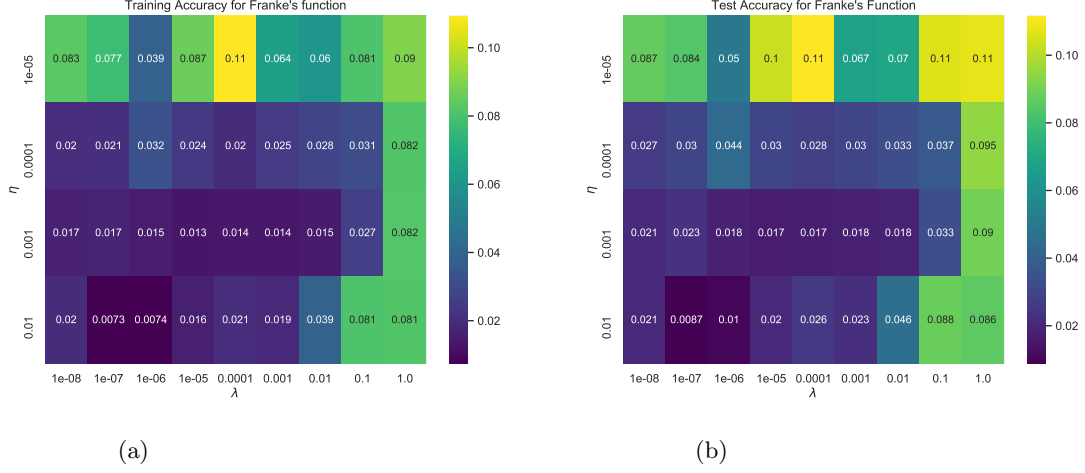 Training Accuracy for Franke's function
1e-05 0.083 0.077 0.039 0.087 0.11 0.064 0.06 0.081 0.09
0.0001 0.02 0.021 0.032 0.024 0.02 0.025 0.028 0.031 0.082
η
0.001 0.017 0.017 0.015 0.013 0.014 0.014 0.015 0.027 0.082
0.01 0.02 0.0073 0.0074 0.016 0.021 0.019 0.039 0.081 0.081
1e-08 1e-07 1e-06 1e-05 0.0001 0.001 0.01 0.1 1.0
λ
0.10
0.08
0.06
0.04
0.02
(a)
Test Accuracy for Franke's Function
1e-05 0.087 0.084 0.05 0.1 0.11 0.067 0.07 0.11 0.11
0.0001 0.027 0.03 0.044 0.03 0.028 0.03 0.033 0.037 0.095
η
0.001 0.021 0.023 0.018 0.017 0.017 0.018 0.018 0.033 0.09
0.01 0.021 0.0087 0.01 0.02 0.026 0.023 0.046 0.088 0.086
1e-08 1e-07 1e-06 1e-05 0.0001 0.001 0.01 0.1 1.0
λ
0.10
0.08
0.06
0.04
0.02
(b)